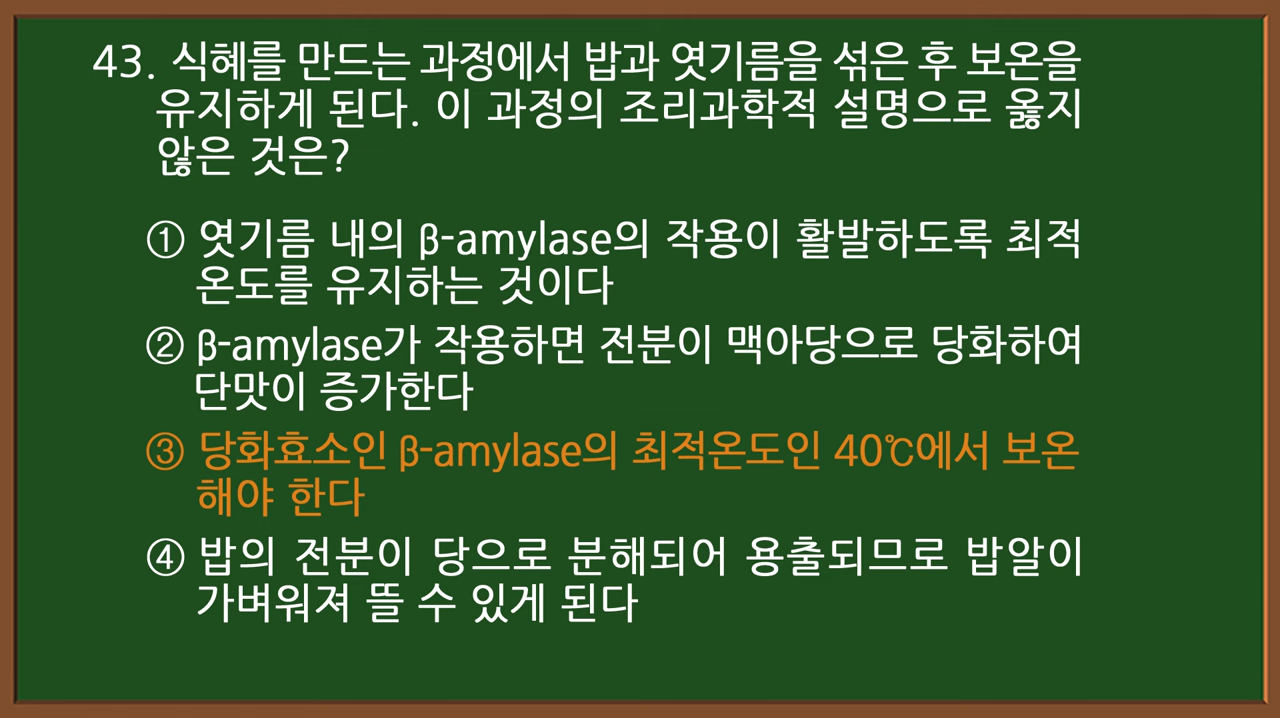 43. 식혜를 만드는 과정에서 밥과 엿기름을 섞은 후 보온을
유지하게 된다. 이 과정의 조리과학적 설명으로 옳지
않은 것은?
① 엿기름 내의 β-amylase의 작용이 활발하도록 최적
온도를 유지하는 것이다
② β-amylase가 작용하면 전분이 맥아당으로 당화하여
단맛이 증가한다
③ 당화효소인 β-amylase의 최적온도인 40℃에서 보온
해야 한다
④ 밥의 전분이 당으로 분해되어 용출되므로 밥알이
가벼워져 뜰 수 있게 된다